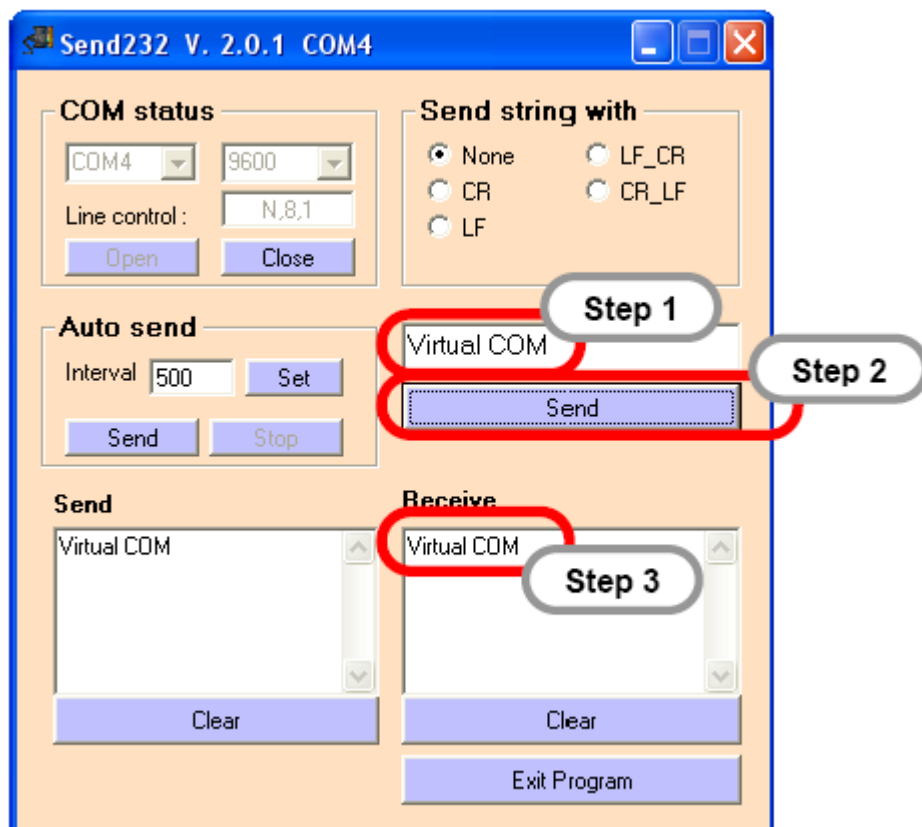 Send232 V. 2.0.1 COM4
COM status
COM4 9600
Line control : N,8,1
Open Close
Send string with
None LF_CR
CR CR_LF
LF
Auto send
Interval 500 Set
Send Stop
Step 1
Virtual COM
Step 2
Send
Send
Virtual COM
Clear
Receive
Virtual COM
Step 3
Clear
Exit Program